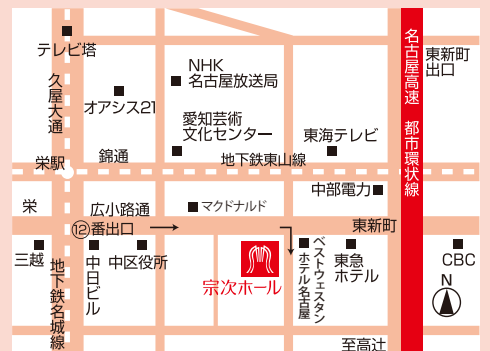 テレビ塔
久屋大通
オアシス21
NHK
名古屋放送局
愛知芸術
文化センター
東海テレビ
名古屋高速 都市環状線
東新町
出口
栄駅
錦通
地下鉄東山線
中部電力
栄
広小路通
マクドナルド
東新町
⑫番出口
三越
地下鉄名城線
中日ビル
中区役所
宗次ホール
ベストウェスタン
ホテル名古屋
東急
ホテル
CBC
N
至高辻